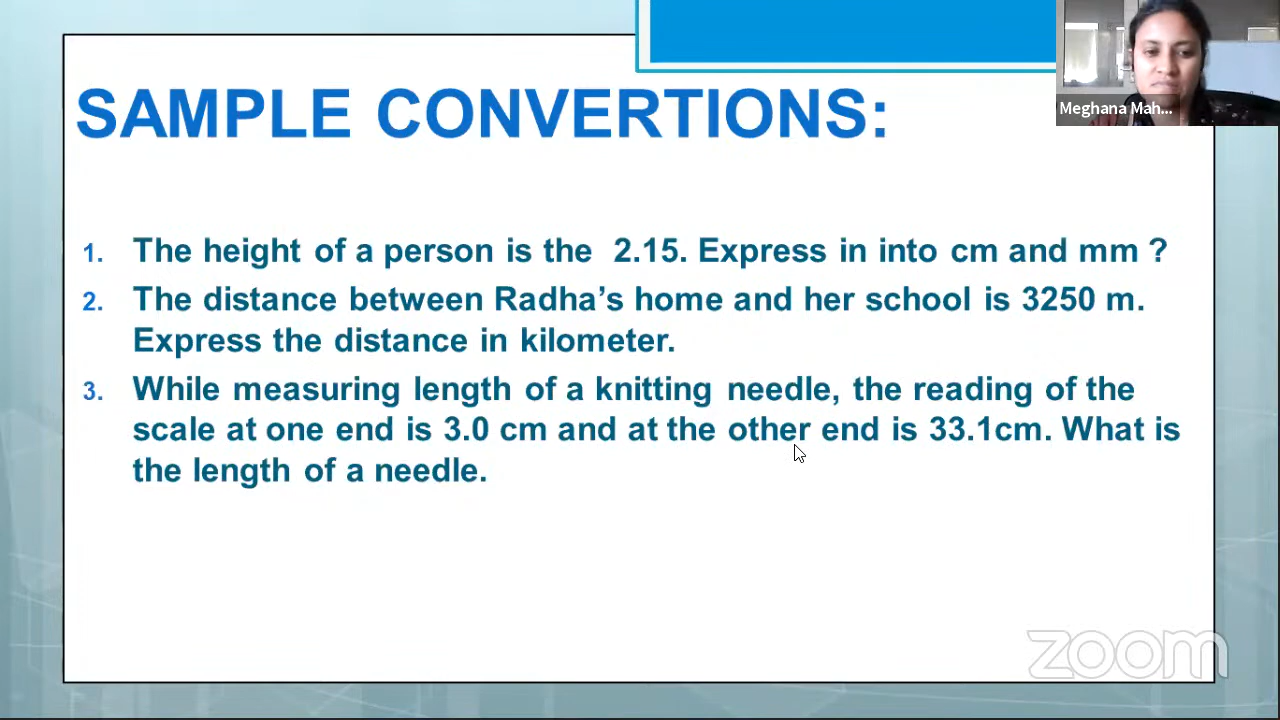 Meghana Mah...
SAMPLE CONVERTIONS:
1. The height of a person is the 2.15. Express in into cm and mm ?
2. The distance between Radha’s home and her school is 3250 m.
Express the distance in kilometer.
3. While measuring length of a knitting needle, the reading of the
scale at one end is 3.0 cm and at the other end is 33.1cm. What is
the length of a needle.
zoom